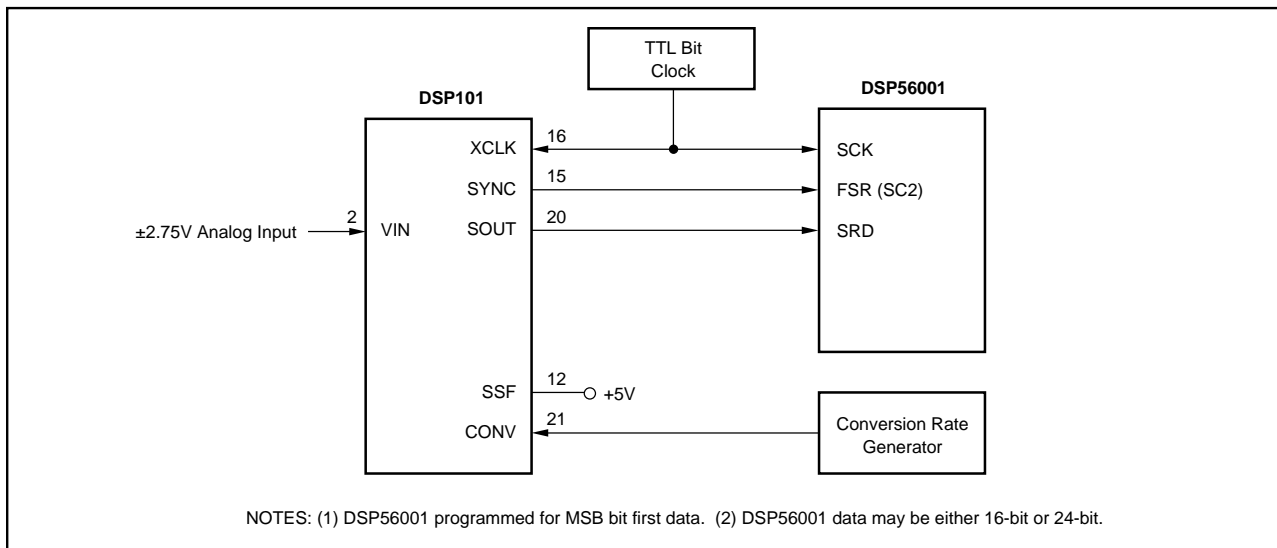 TTL Bit
Clock
DSP101
DSP56001
XCLK
16
SCK
SYNC
15
FSR (SC2)
±2.75V Analog Input
2
VIN
SOUT
20
SRD
SSF
12
+5V
CONV
21
Conversion Rate
Generator
NOTES: (1) DSP56001 programmed for MSB bit first data. (2) DSP56001 data may be either 16-bit or 24-bit.